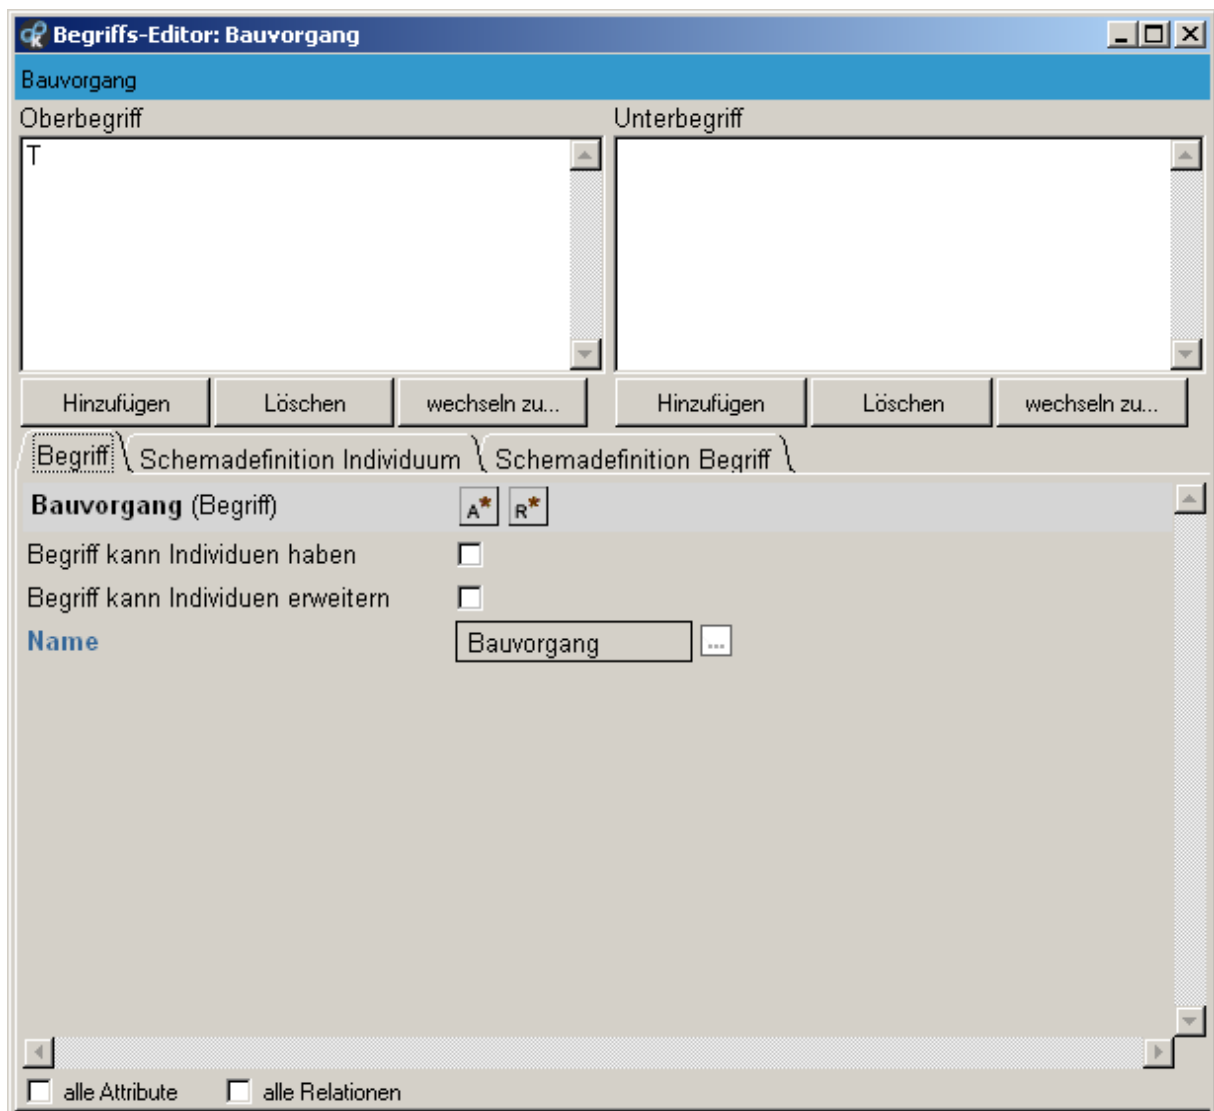 Begriffs-Editor: Bauvorgang
Bauvorgang
Oberbegriff Unterbegriff
T
Hinzufügen Löschen wechseln zu... Hinzufügen Löschen wechseln zu...
Begriff Schemadefinition Individuum Schemadefinition Begriff
Bauvorgang (Begriff) A* R*
Begriff kann Individuen haben
Begriff kann Individuen erweitern
Name Bauvorgang ...
alle Attribute alle Relationen